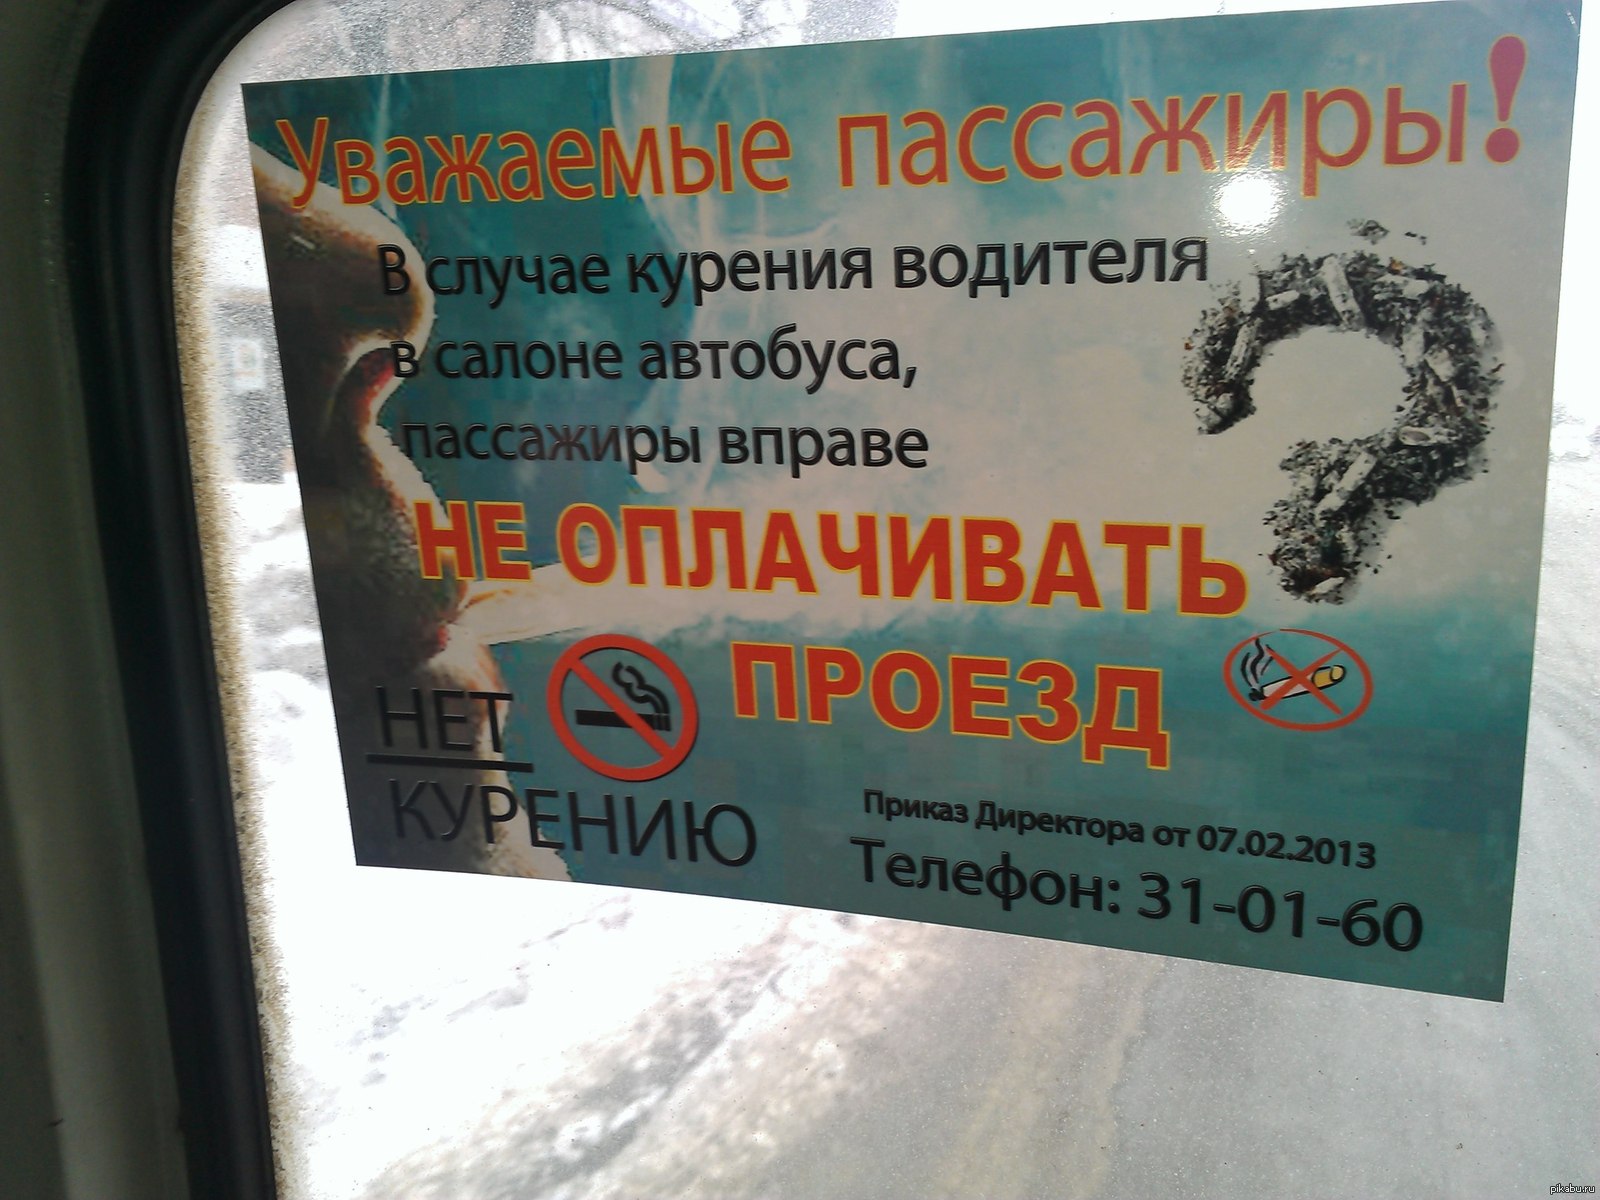 Уважаемые пассажиры!
В случае курения водителя
в салоне автобуса,
пассажиры вправе
НЕ ОПЛАЧИВАТЬ
ПРОЕЗД
НЕТ
КУРЕНИЮ
Приказ Директора от 07.02.2013
Телефон: 31-01-60
pikabu.ru